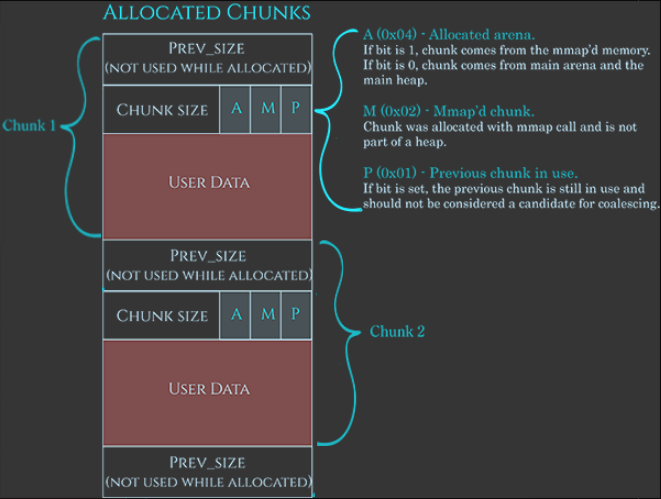 ALLOCATED CHUNKS
PREV_SIZE
(NOT USED WHILE ALLOCATED)
CHUNK SIZE A M P
Chunk 1
USER DATA
A (0x04) - Allocated arena.
If bit is 1, chunk comes from the mmap'd memory.
If bit is 0, chunk comes from main arena and the
main heap.
M (0x02) - Mmap'd chunk.
Chunk was allocated with mmap call and is not
part of a heap.
P (0x01) - Previous chunk in use.
If bit is set, the previous chunk is still in use and
should not be considered a candidate for coalescing.
PREV_SIZE
(NOT USED WHILE ALLOCATED)
CHUNK SIZE A M P
Chunk 2
USER DATA
PREV_SIZE
(NOT USED WHILE ALLOCATED)